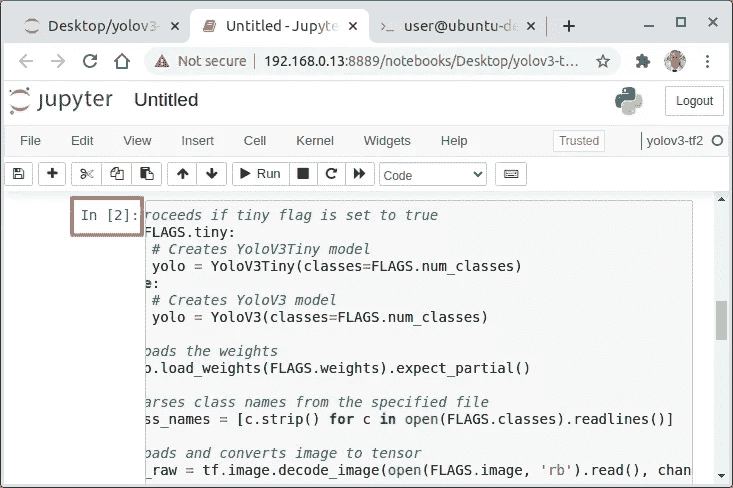 Desktop/yolov3-
Untitled - Jupyte
user@ubuntu-de
Not secure 192.168.0.13:8889/notebooks/Desktop/yolov3-t...
jupyter Untitled
Logout
File Edit View Insert Cell Kernel Widgets Help
Trusted yolov3-tf2
Run Code
In [2]:
roceeds if tiny flag is set to true
FLAGS.tiny:
# Creates YoloV3Tiny model
yolo = YoloV3Tiny(classes=FLAGS.num_classes)
e:
# Creates YoloV3 model
yolo = YoloV3(classes=FLAGS.num_classes)
oads the weights
o.load_weights(FLAGS.weights).expect_partial()
arses class names from the specified file
ss_names = [c.strip() for c in open(FLAGS.classes).readlines()]
oads and converts image to tensor
_raw = tf.image.decode_image(open(FLAGS.image, 'rb').read(), chan